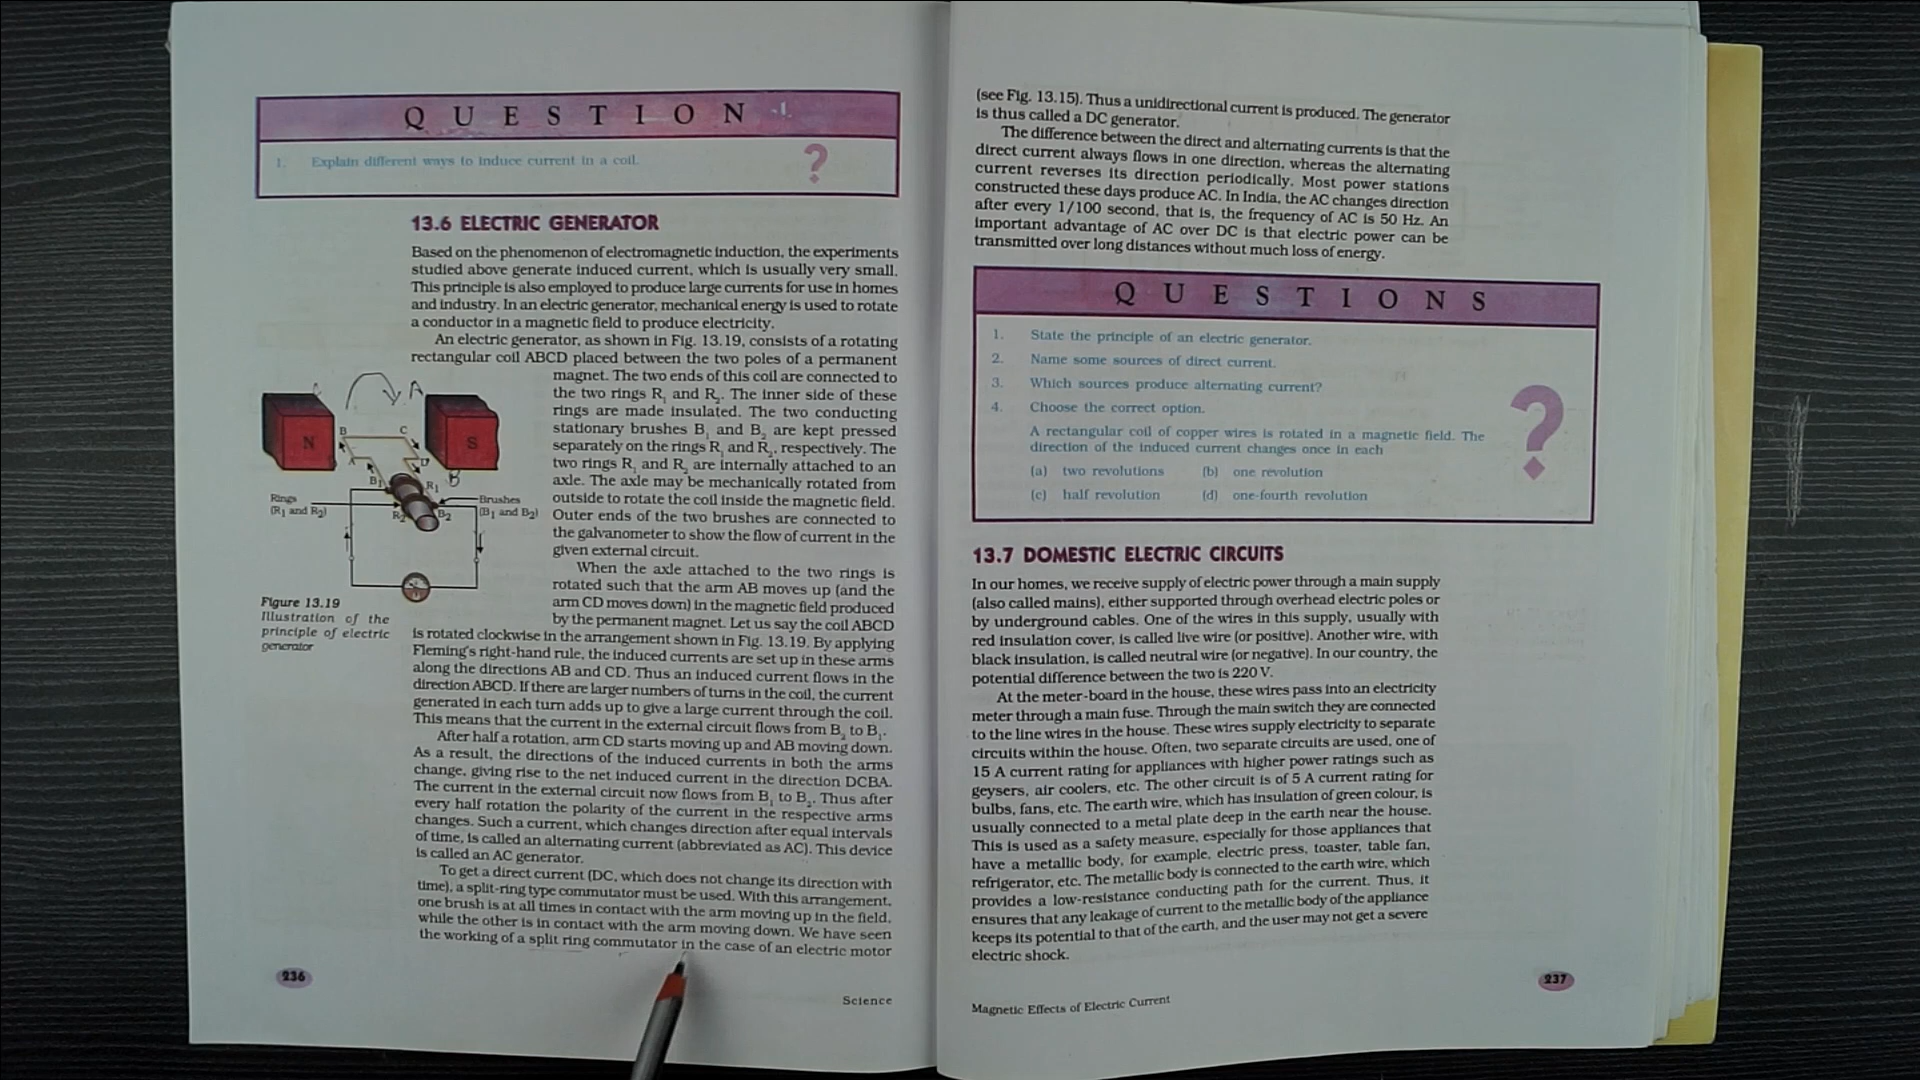 QUESTION
1. Explain different ways to induce current in a coil.
?
13.6 ELECTRIC GENERATOR
Based on the phenomenon of electromagnetic induction, the experiments
studied above generate induced current, which is usually very small.
This principle is also employed to produce large currents for use in homes
and industry. In an electric generator, mechanical energy is used to rotate
a conductor in a magnetic field to produce electricity.
An electric generator, as shown in Fig. 13.19, consists of a rotating
rectangular coil ABCD placed between the two poles of a permanent
magnet. The two ends of this coil are connected to
the two rings R1 and R2. The inner side of these
rings are made insulated. The two conducting
stationary brushes B1 and B2 are kept pressed
separately on the rings R1 and R2, respectively. The
two rings R1 and R2 are internally attached to an
axle. The axle may be mechanically rotated from
outside to rotate the coil inside the magnetic field.
Outer ends of the two brushes are connected to
the galvanometer to show the flow of current in the
given external circuit.
When the axle attached to the two rings is
rotated such that the arm AB moves up (and the
arm CD moves down) in the magnetic field produced
by the permanent magnet. Let us say the coil ABCD
is rotated clockwise in the arrangement shown in Fig. 13.19. By applying
Fleming's right-hand rule, the induced currents are set up in these arms
along the directions AB and CD. Thus an induced current flows in the
direction ABCD. If there are larger numbers of turns in the coil, the current
generated in each turn adds up to give a large current through the coil.
This means that the current in the external circuit flows from B2 to B1.
After half a rotation, arm CD starts moving up and AB moving down.
As a result, the directions of the induced currents in both the arms
change, giving rise to the net induced current in the direction DCBA.
The current in the external circuit now flows from B1 to B2. Thus after
every half rotation the polarity of the current in the respective arms
changes. Such a current, which changes direction after equal intervals
of time, is called an alternating current (abbreviated as AC). This device
is called an AC generator.
To get a direct current (DC, which does not change its direction with
time), a split-ring type commutator must be used. With this arrangement,
one brush is at all times in contact with the arm moving up in the field,
while the other is in contact with the arm moving down. We have seen
the working of a split ring commutator in the case of an electric motor
A
N
S
B
C
A
D
B
B1
R1
R2
B2
Rings
(R1 and R2)
Brushes
(B1 and B2)
Figure 13.19
Illustration of the
principle of electric
generator
236
Science
(see Fig. 13.15). Thus a unidirectional current is produced. The generator
is thus called a DC generator.
The difference between the direct and alternating currents is that the
direct current always flows in one direction, whereas the alternating
current reverses its direction periodically. Most power stations
constructed these days produce AC. In India, the AC changes direction
after every 1/100 second, that is, the frequency of AC is 50 Hz. An
important advantage of AC over DC is that electric power can be
transmitted over long distances without much loss of energy.
QUESTIONS
1. State the principle of an electric generator.
2. Name some sources of direct current.
3. Which sources produce alternating current?
4. Choose the correct option.
A rectangular coil of copper wires is rotated in a magnetic field. The
direction of the induced current changes once in each
(a) two revolutions (b) one revolution
(c) half revolution (d) one-fourth revolution
?
13.7 DOMESTIC ELECTRIC CIRCUITS
In our homes, we receive supply of electric power through a main supply
(also called mains), either supported through overhead electric poles or
by underground cables. One of the wires in this supply, usually with
red insulation cover, is called live wire (or positive). Another wire, with
black insulation, is called neutral wire (or negative). In our country, the
potential difference between the two is 220 V.
At the meter-board in the house, these wires pass into an electricity
meter through a main fuse. Through the main switch they are connected
to the line wires in the house. These wires supply electricity to separate
circuits within the house. Often, two separate circuits are used, one of
15 A current rating for appliances with higher power ratings such as
geysers, air coolers, etc. The other circuit is of 5 A current rating for
bulbs, fans, etc. The earth wire, which has insulation of green colour, is
usually connected to a metal plate deep in the earth near the house.
This is used as a safety measure, especially for those appliances that
have a metallic body, for example, electric press, toaster, table fan,
refrigerator, etc. The metallic body is connected to the earth wire, which
provides a low-resistance conducting path for the current. Thus, it
ensures that any leakage of current to the metallic body of the appliance
keeps its potential to that of the earth, and the user may not get a severe
electric shock.
Magnetic Effects of Electric Current
237